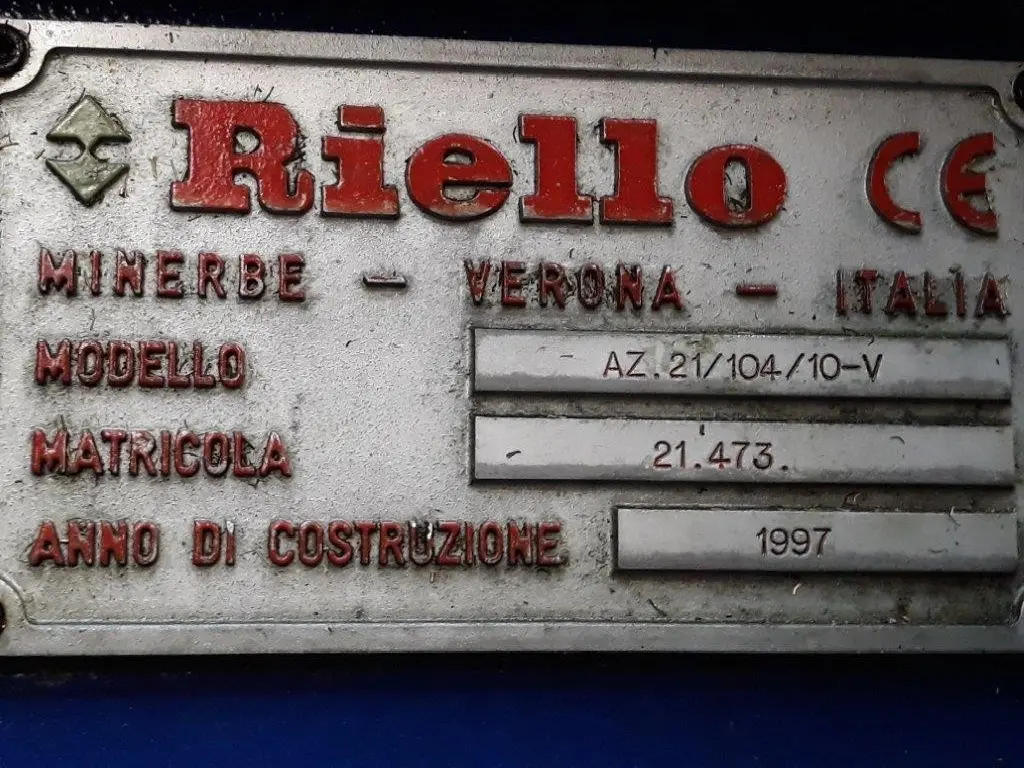 Riello CE
MINERBE - VERONA - ITALIA
MODELLO AZ.21/104/10-V
MATRICOLA 21.473.
ANNO DI COSTRUZIONE 1997